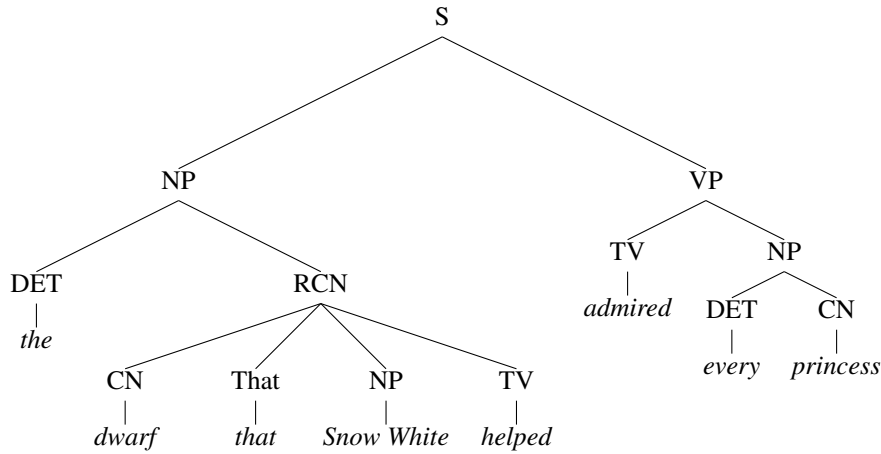 S
NP VP
DET RCN TV NP
the admired DET CN
CN That NP TV every princess
dwarf that Snow White helped